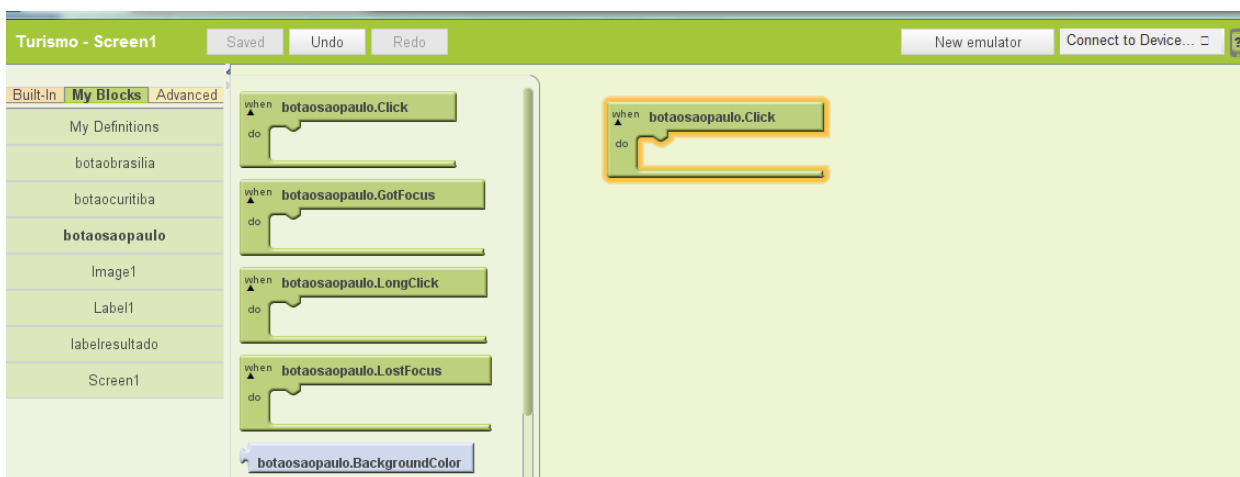 Turismo - Screen1 Saved Undo Redo New emulator Connect to Device... ?
Built-In My Blocks Advanced
My Definitions
botaobrasilia
botaocuritiba
botaosaopaulo
Image1
Label1
labelresultado
Screen1
when botaosaopaulo.Click
do
when botaosaopaulo.GotFocus
do
when botaosaopaulo.LongClick
do
when botaosaopaulo.LostFocus
do
botaosaopaulo.BackgroundColor
when botaosaopaulo.Click
do